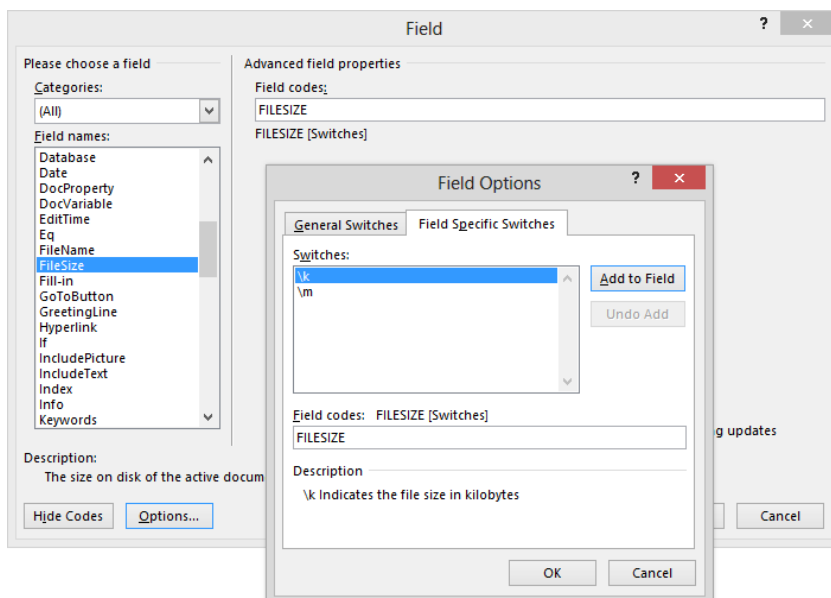 Field
?
Please choose a field
Categories:
(All)
Field names:
Database
Date
DocProperty
DocVariable
EditTime
Eq
FileName
FileSize
Fill-in
GoToButton
GreetingLine
Hyperlink
If
IncludePicture
IncludeText
Index
Info
Keywords
Description:
The size on disk of the active docum
Hide Codes
Options...
Advanced field properties
Field codes:
FILESIZE
FILESIZE [Switches]
g updates
Cancel
Field Options
?
General Switches
Field Specific Switches
Switches:
\k
\m
Add to Field
Undo Add
Field codes: FILESIZE [Switches]
FILESIZE
Description
\k Indicates the file size in kilobytes
OK
Cancel